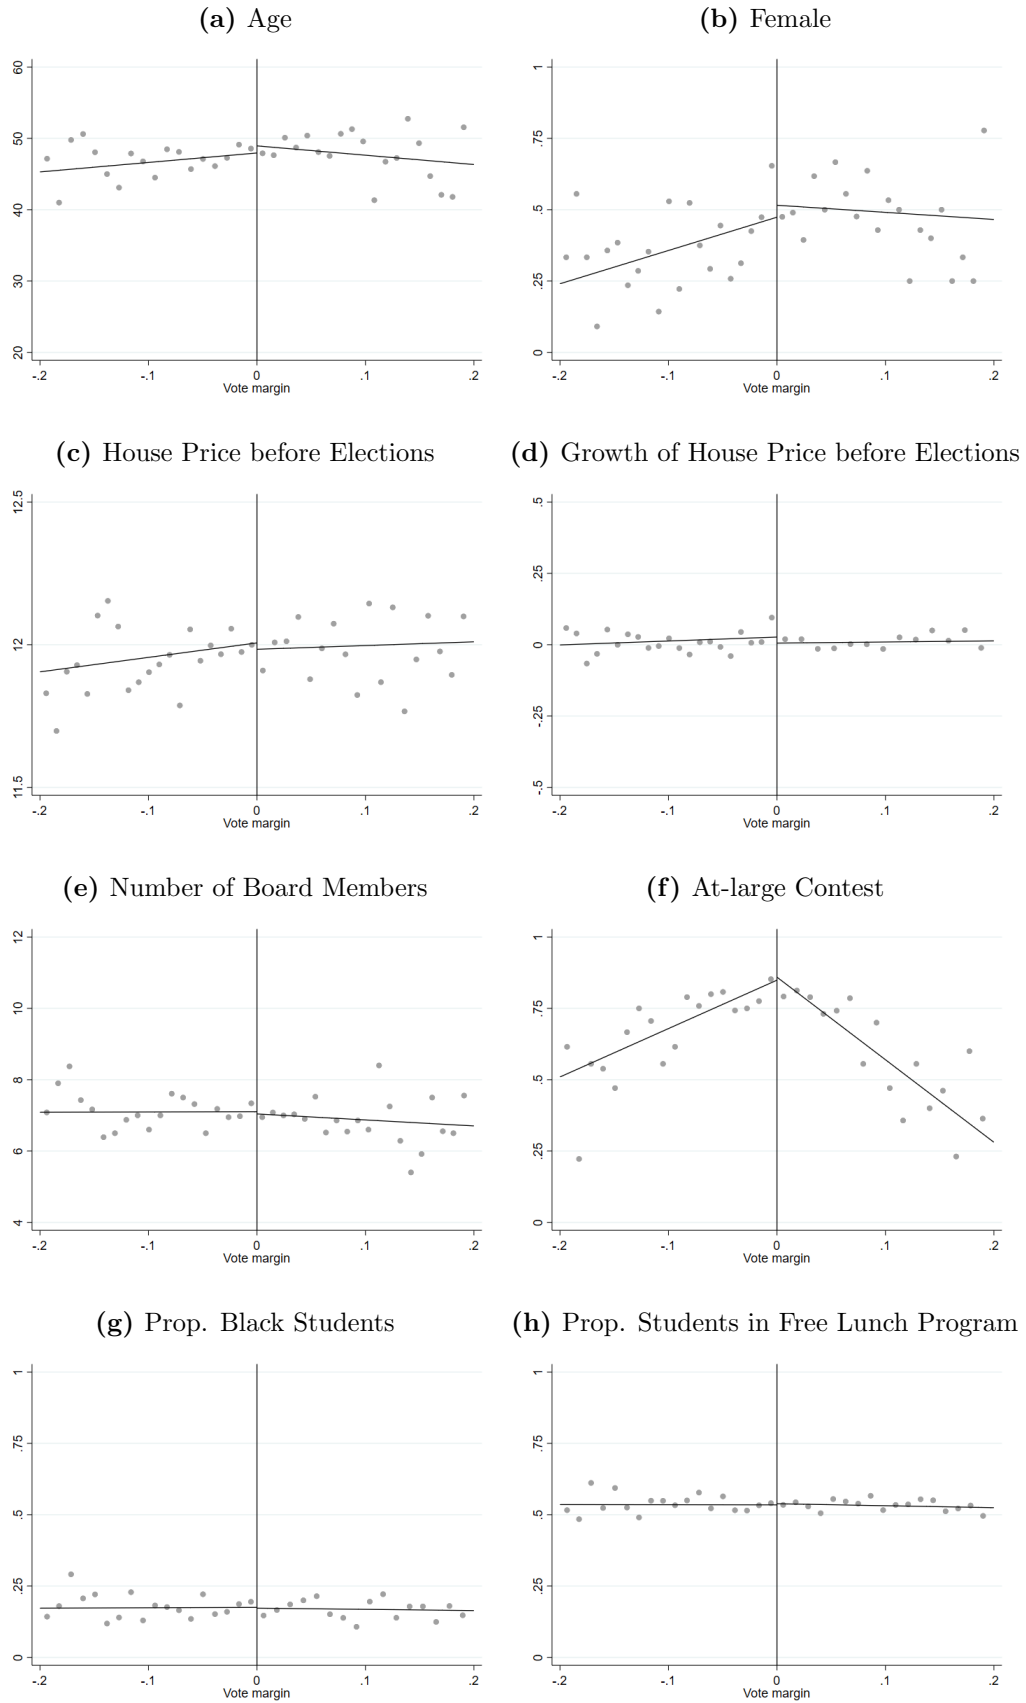 (a) Age
(b) Female
60
50
40
30
20
-.2 -.1 0 .1 .2
Vote margin
1
.75
.5
.25
0
-.2 -.1 0 .1 .2
Vote margin
(c) House Price before Elections
(d) Growth of House Price before Elections
12.5
12
11.5
-.2 -.1 0 .1 .2
Vote margin
.5
.25
0
-.25
-.5
-.2 -.1 0 .1 .2
Vote margin
(e) Number of Board Members
(f) At-large Contest
12
10
8
6
4
-.2 -.1 0 .1 .2
Vote margin
1
.75
.5
.25
0
-.2 -.1 0 .1 .2
Vote margin
(g) Prop. Black Students
(h) Prop. Students in Free Lunch Program
1
.75
.5
.25
0
-.2 -.1 0 .1 .2
Vote margin
1
.75
.5
.25
0
-.2 -.1 0 .1 .2
Vote margin